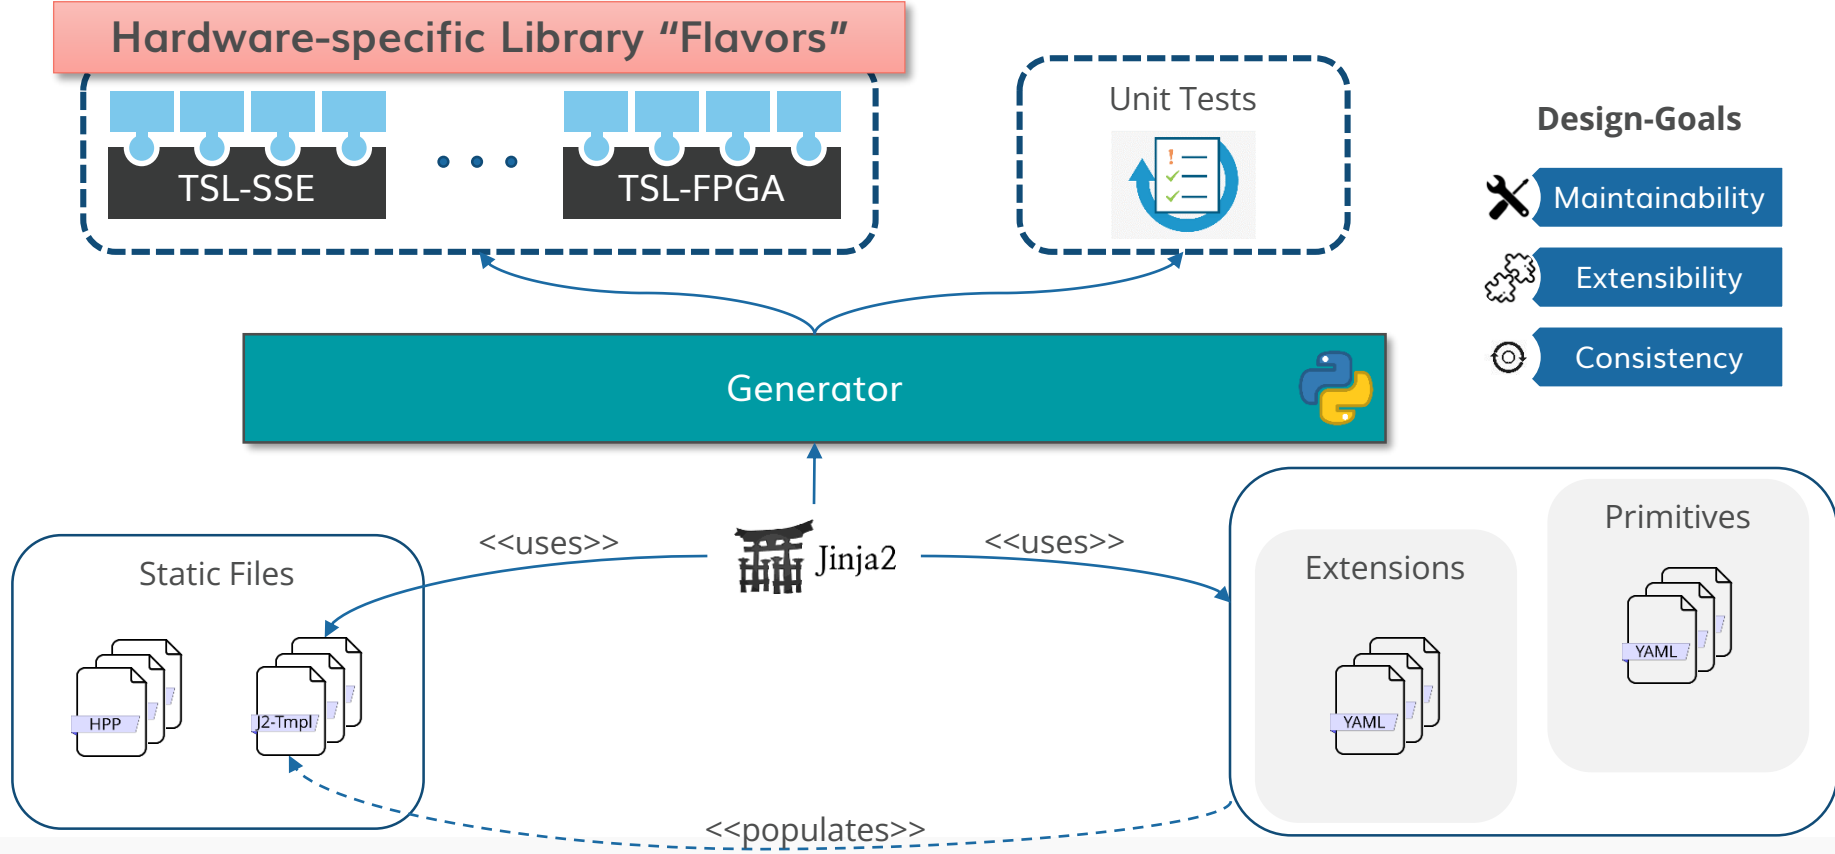 Hardware-specific Library “Flavors”
TSL-SSE
TSL-FPGA
Unit Tests
Design-Goals
Maintainability
Extensibility
Consistency
Generator
<<uses>>
Jinja2
<<uses>>
Static Files
HPP
J2-Tmpl
Extensions
YAML
Primitives
YAML
<<populates>>